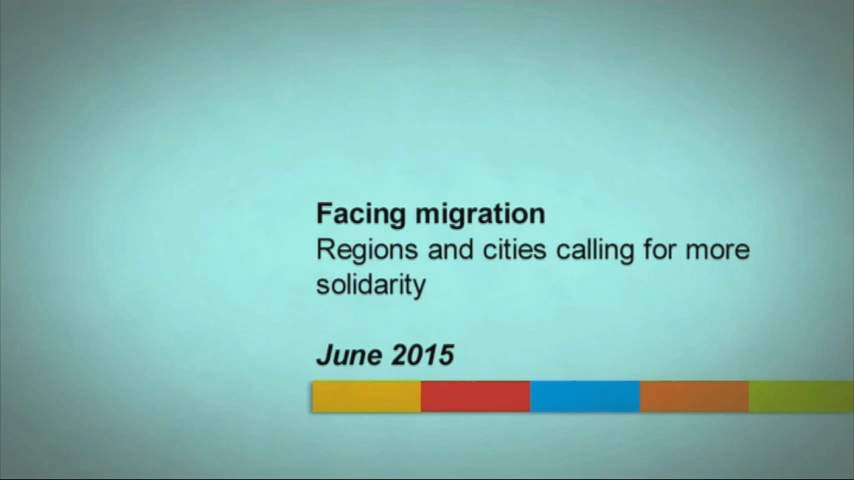 Facing migration
Regions and cities calling for more
solidarity
June 2015